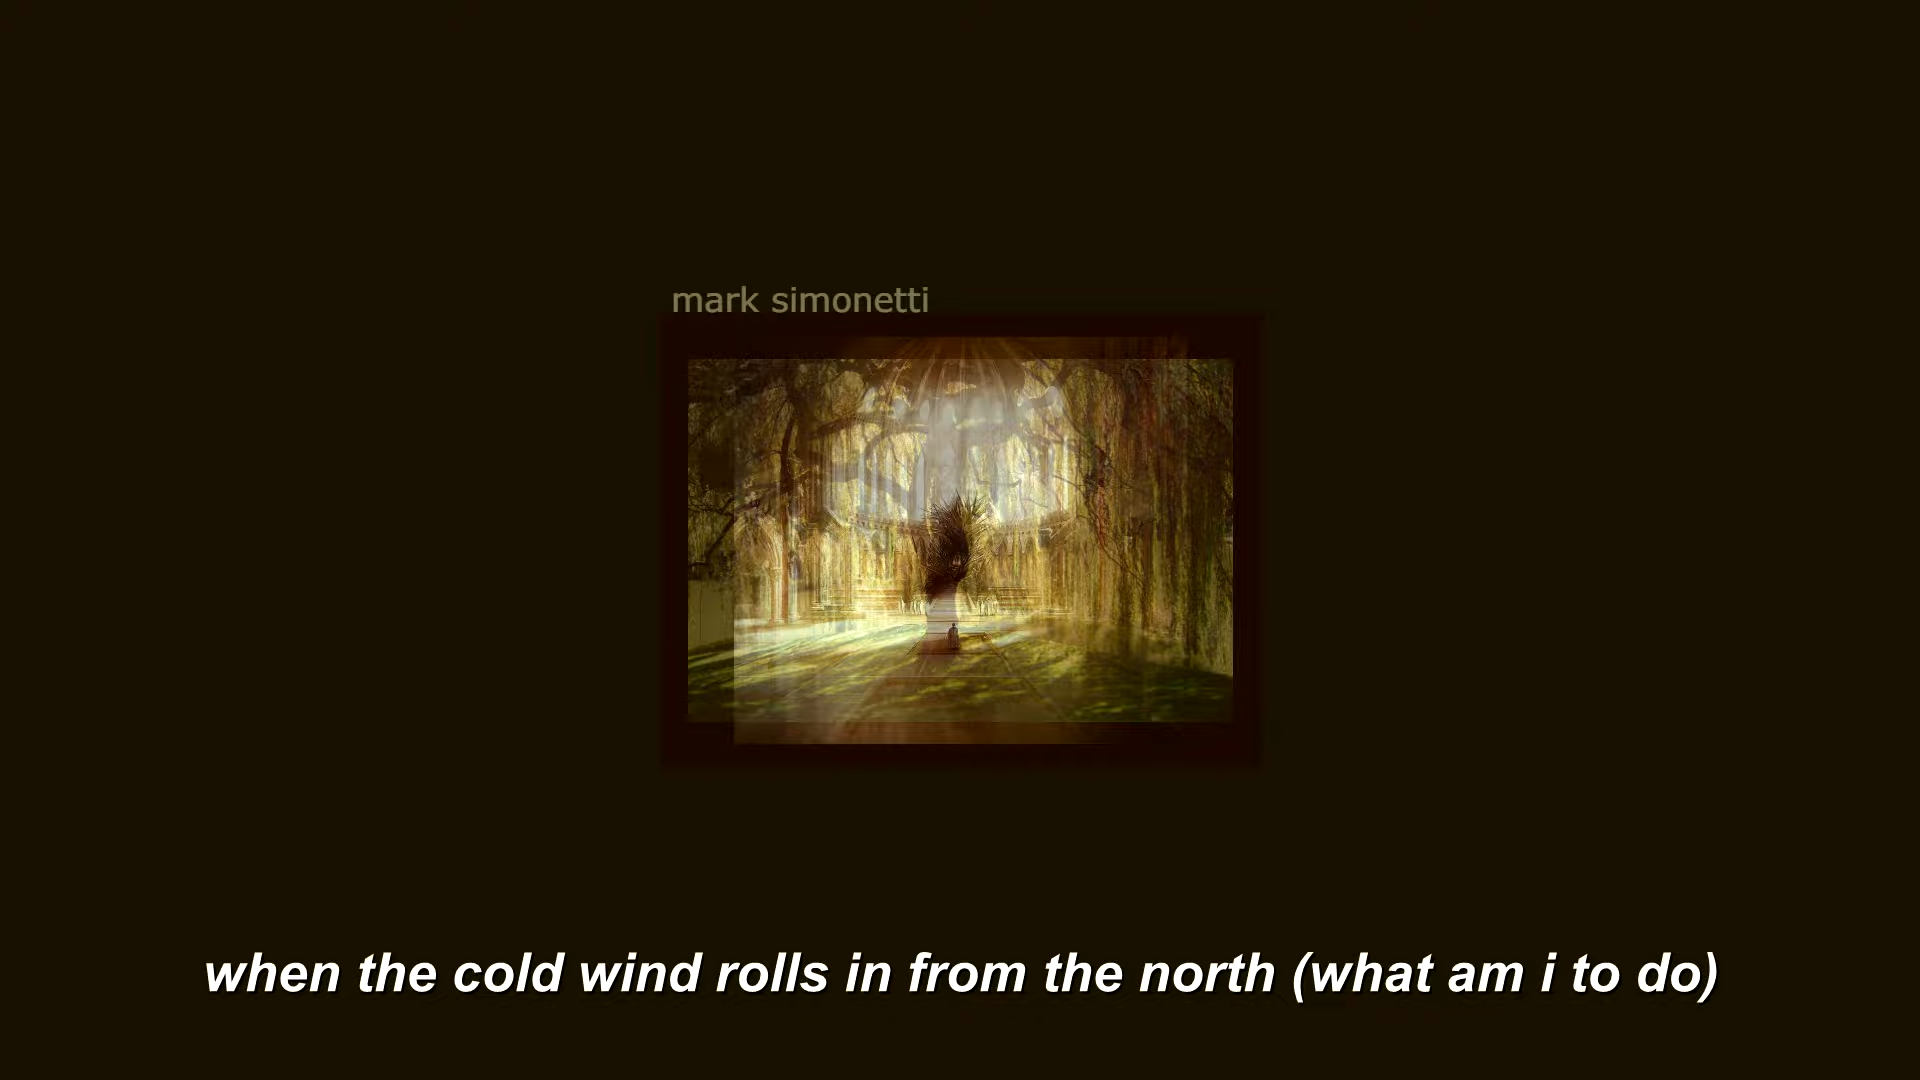 mark simonetti
when the cold wind rolls in from the north (what am i to do)